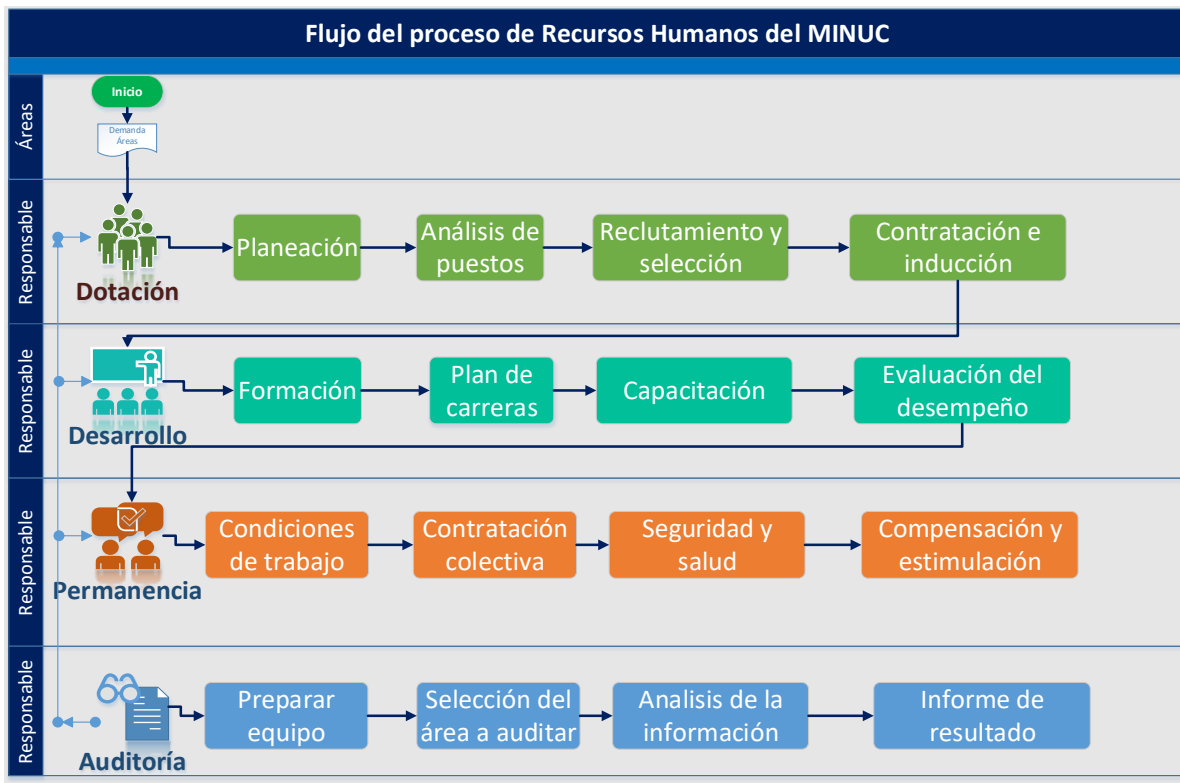 Flujo del proceso de Recursos Humanos del MINUC
Áreas
Inicio
Demanda
Áreas
Responsable
Dotación
Planeación
Análisis de
puestos
Reclutamiento y
selección
Contratación e
inducción
Responsable
Desarrollo
Formación
Plan de
carreras
Capacitación
Evaluación del
desempeño
Responsable
Permanencia
Condiciones
de trabajo
Contratación
colectiva
Seguridad y
salud
Compensación y
estimulación
Responsable
Auditoría
Preparar
equipo
Selección del
área a auditar
Analisis de la
información
Informe de
resultado